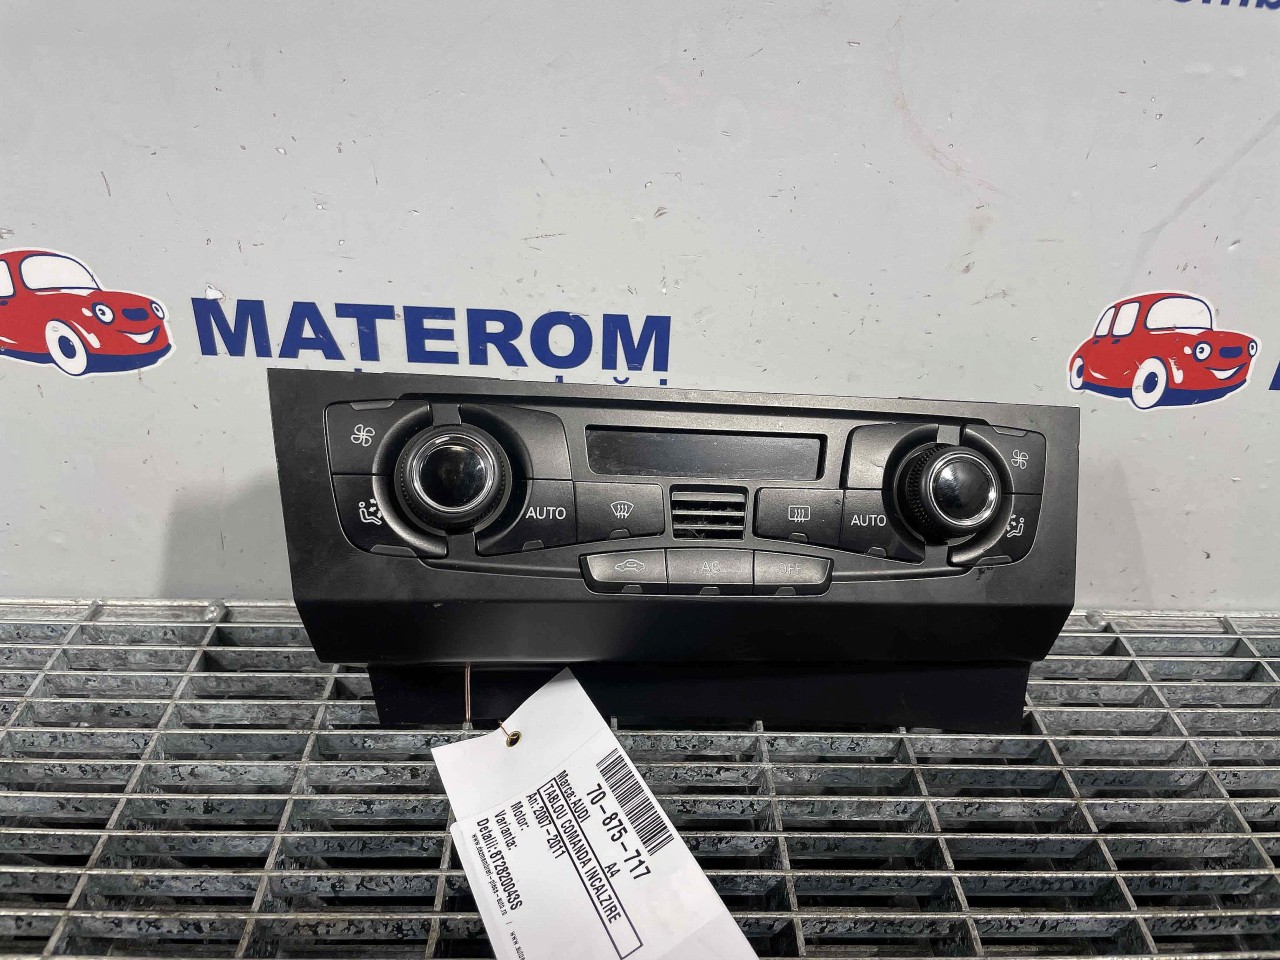 MATEROM
AUTO
AUTO
AC
OFF
70-875-717
Marca:AUDI A4
TABLOU COMANDA INCALZIRE
An:2007-2011
Motor:
Varianta:
Detalii:8T2820043S